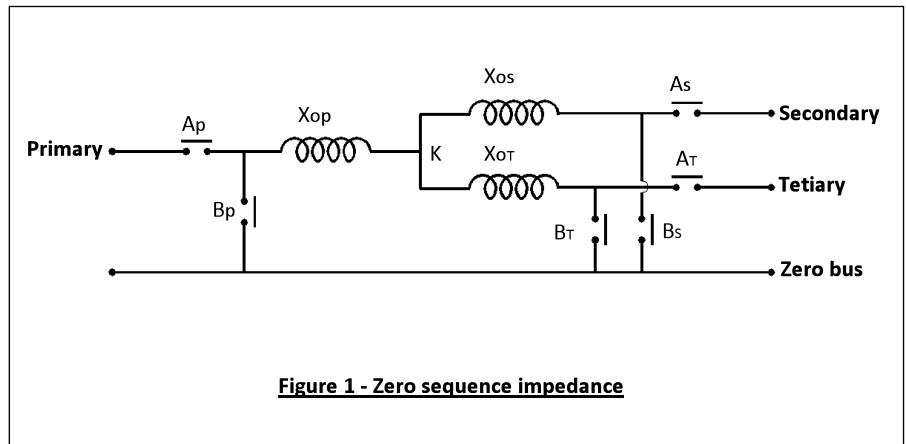 Xos
As
Xop
Ap
Secondary
Primary
K
XoT
AT
Tetiary
Bp
BT
Bs
Zero bus
Figure 1 - Zero sequence impedance